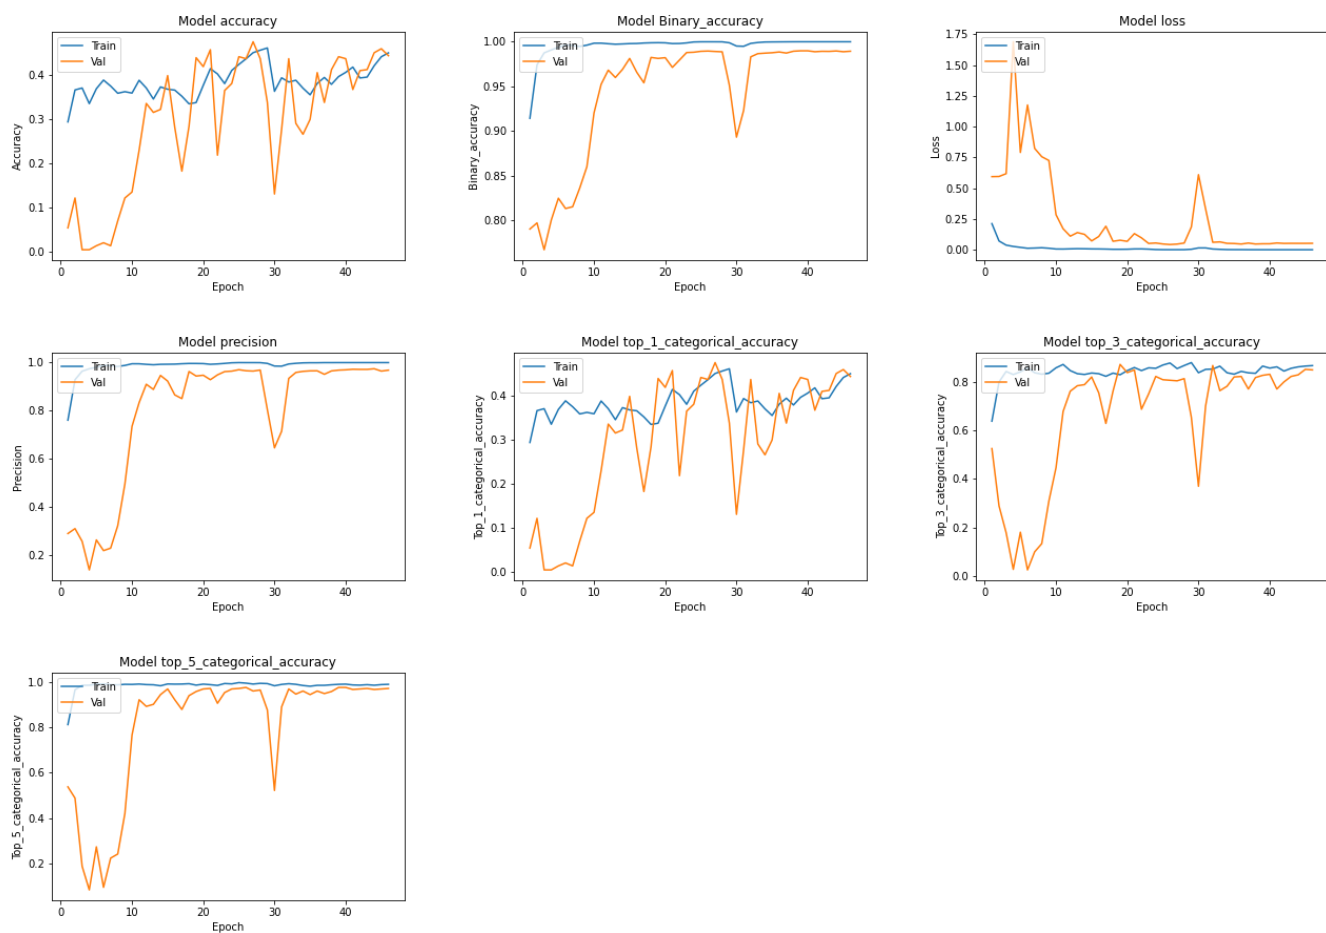 Model accuracy
Train
Val
0.4
0.3
0.2
0.1
0.0
Accuracy
0 10 20 30 40
Epoch
Model Binary_accuracy
Train
Val
1.00
0.95
0.90
0.85
0.80
Binary_accuracy
0 10 20 30 40
Epoch
Model loss
Train
Val
1.75
1.50
1.25
1.00
0.75
0.50
0.25
0.00
Loss
0 10 20 30 40
Epoch
Model precision
Train
Val
1.0
0.8
0.6
0.4
0.2
Precision
0 10 20 30 40
Epoch
Model top_1_categorical_accuracy
Train
Val
0.4
0.3
0.2
0.1
0.0
Top_1_categorical_accuracy
0 10 20 30 40
Epoch
Model top_3_categorical_accuracy
Train
Val
0.8
0.6
0.4
0.2
0.0
Top_3_categorical_accuracy
0 10 20 30 40
Epoch
Model top_5_categorical_accuracy
Train
Val
1.0
0.8
0.6
0.4
0.2
Top_5_categorical_accuracy
0 10 20 30 40
Epoch